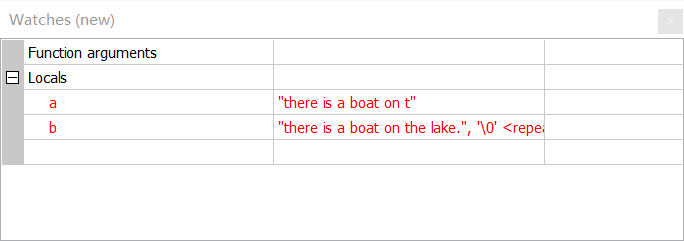 Watches (new)
Function arguments
Locals
a "there is a boat on t"
b "there is a boat on the lake.", '\0' <repea